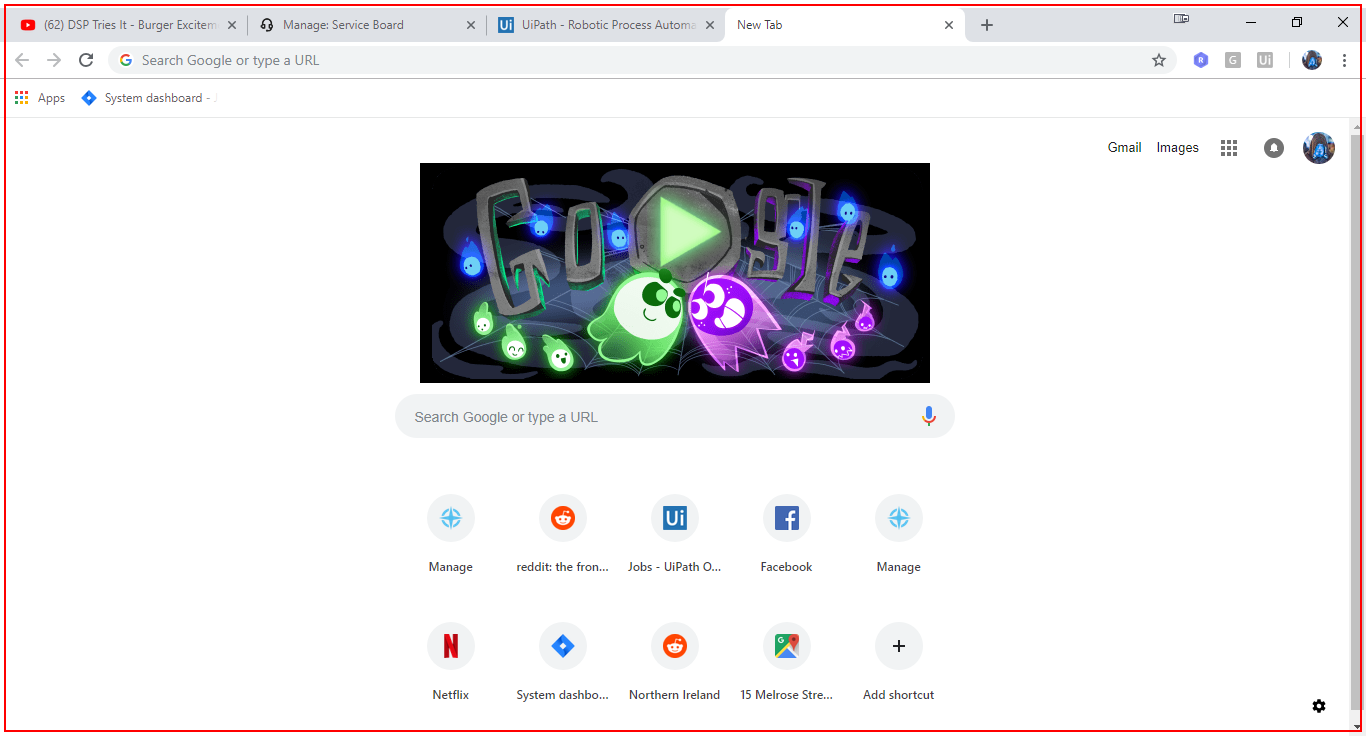 (62) DSP Tries It - Burger Excitem
Manage: Service Board
UiPath - Robotic Process Automa
New Tab
Search Google or type a URL
G
Ui
Apps
System dashboard - J
Gmail
Images
Google
Search Google or type a URL
Manage
reddit: the fron...
Ui
Jobs - UiPath O...
Facebook
Manage
Netflix
System dashbo...
Northern Ireland
15 Melrose Stre...
Add shortcut